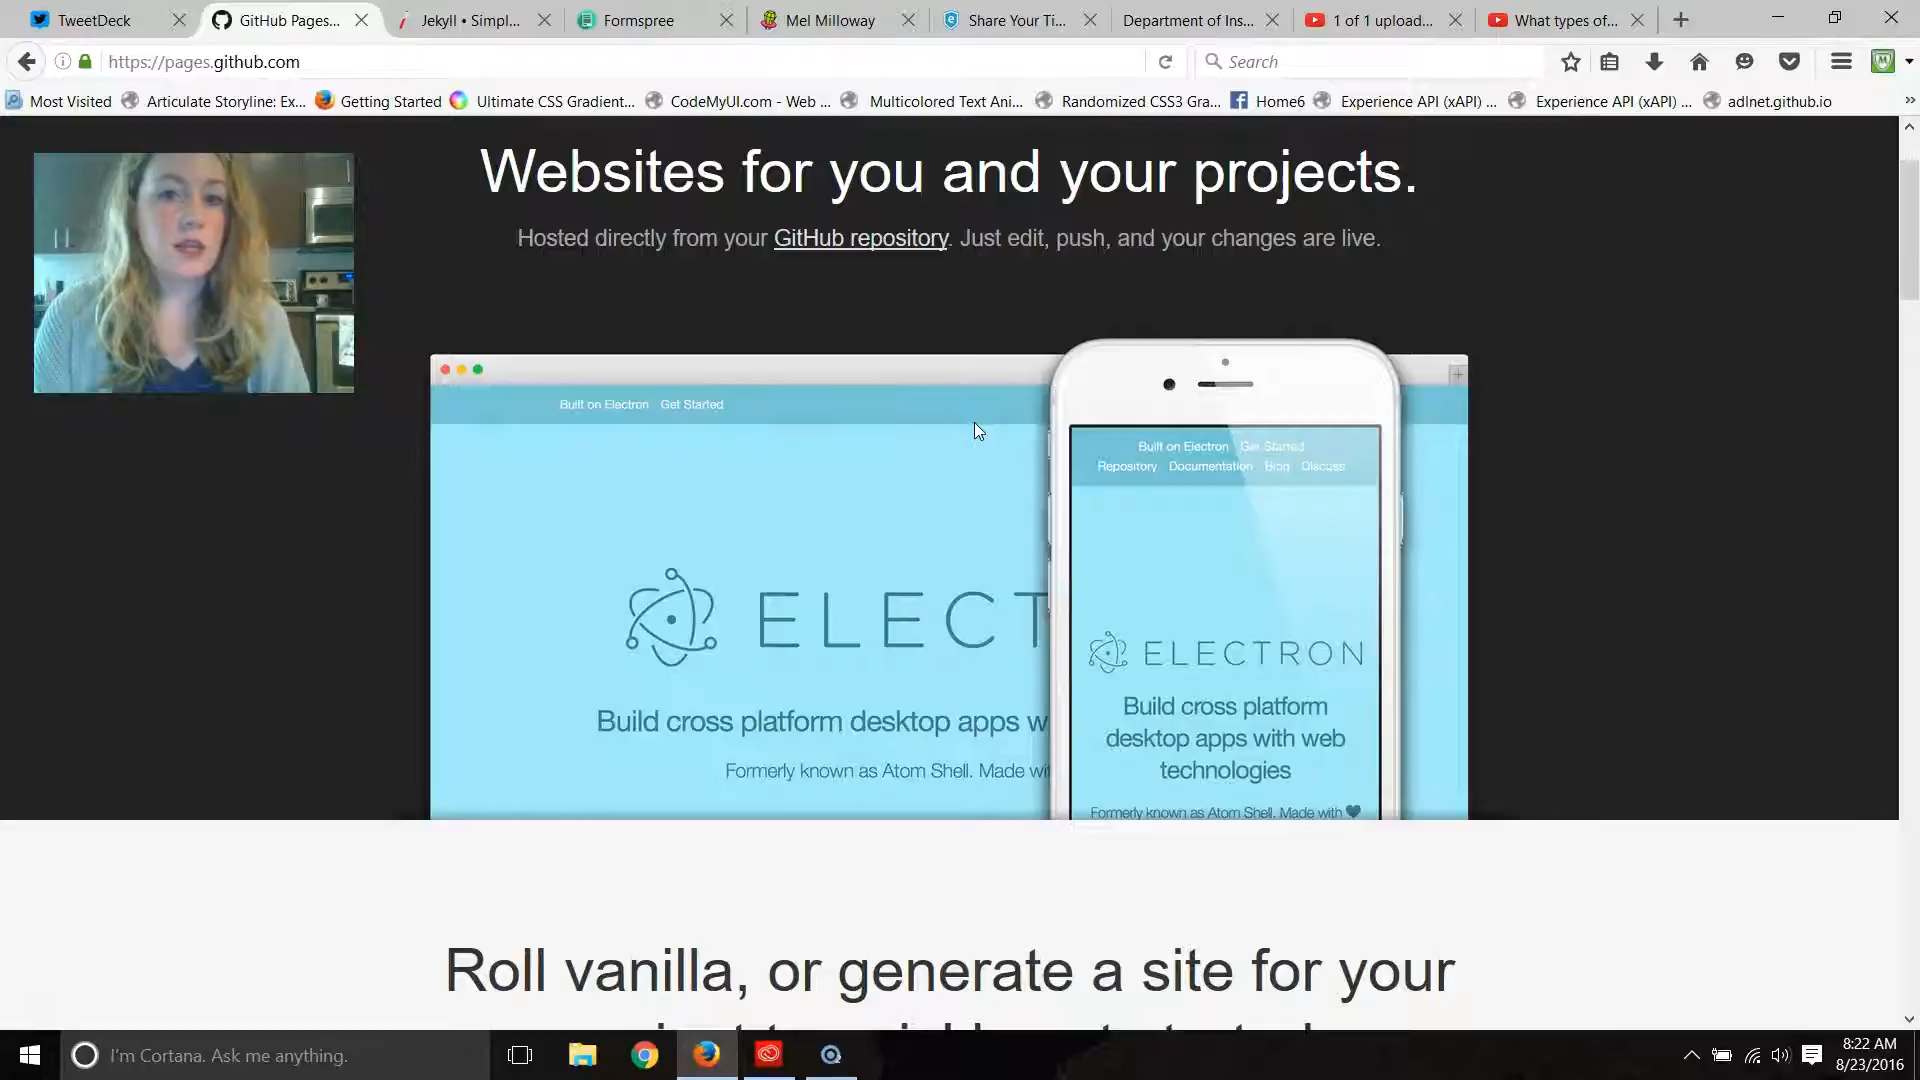 TweetDeck
GitHub Pages...
Jekyll • Simpl...
Formspree
Mel Milloway
Share Your Ti...
Department of Ins...
1 of 1 upload...
What types of...
https://pages.github.com
Search
Most Visited
Articulate Storyline: Ex...
Getting Started
Ultimate CSS Gradient...
CodeMyUI.com - Web ...
Multicolored Text Ani...
Randomized CSS3 Gra...
Home6
Experience API (xAPI) ...
Experience API (xAPI) ...
adlnet.github.io
Websites for you and your projects.
Hosted directly from your GitHub repository. Just edit, push, and your changes are live.
Built on Electron Get Started
ELECT
Build cross platform desktop apps w
Formerly known as Atom Shell. Made wi
Built on Electron Get Started
Repository Documentation Blog Discuss
ELECTRON
Build cross platform
desktop apps with web
technologies
Formerly known as Atom Shell. Made with
Roll vanilla, or generate a site for your
I'm Cortana. Ask me anything.
8:22 AM
8/23/2016